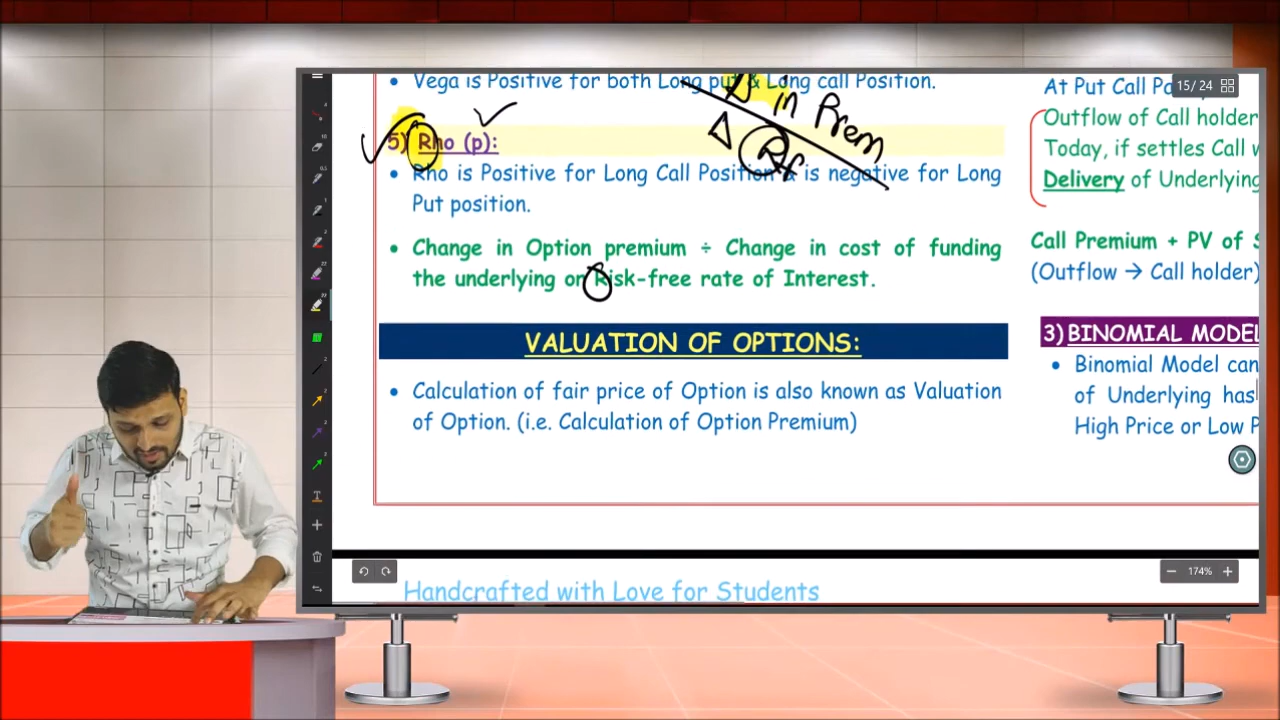 Vega is Positive for both Long put & Long call Position.
Δ in Prem
Δ Rf
5) Rho (p):
Rho is Positive for Long Call Position & is negative for Long
Put position.
Change in Option premium ÷ Change in cost of funding
the underlying or Risk-free rate of Interest.
VALUATION OF OPTIONS:
Calculation of fair price of Option is also known as Valuation
of Option. (i.e. Calculation of Option Premium)
Handcrafted with Love for Students
15/24
At Put Call Pa
Outflow of Call holder
Today, if settles Call w
Delivery of Underlying
Call Premium + PV of S
(Outflow → Call holder)
3) BINOMIAL MODEL
Binomial Model can
of Underlying has
High Price or Low P
174%